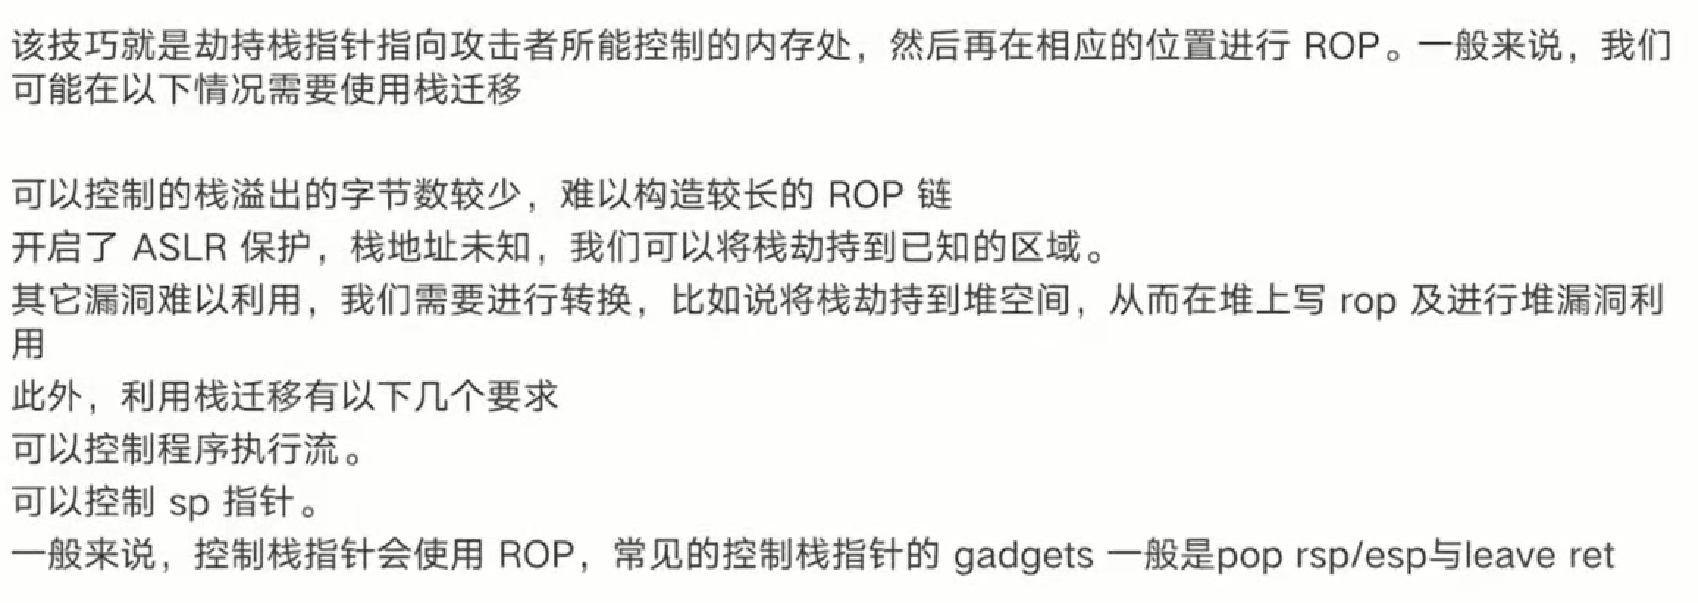 该技巧就是劫持栈指针指向攻击者所能控制的内存处，然后再在相应的位置进行 ROP。一般来说，我们
可能在以下情况需要使用栈迁移
可以控制的栈溢出的字节数较少，难以构造较长的 ROP 链
开启了 ASLR 保护，栈地址未知，我们可以将栈劫持到已知的区域。
其它漏洞难以利用，我们需要进行转换，比如说将栈劫持到堆空间，从而在堆上写 rop 及进行堆漏洞利
用
此外，利用栈迁移有以下几个要求
可以控制程序执行流。
可以控制 sp 指针。
一般来说，控制栈指针会使用 ROP，常见的控制栈指针的 gadgets 一般是pop rsp/esp与leave ret